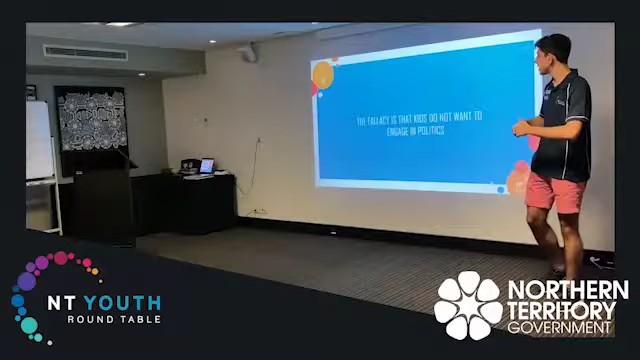 THE FALLACY IS THAT KIDS DO NOT WANT TO
ENGAGE IN POLITICS
NT YOUTH
ROUND TABLE
NORTHERN
TERRITORY
GOVERNMENT